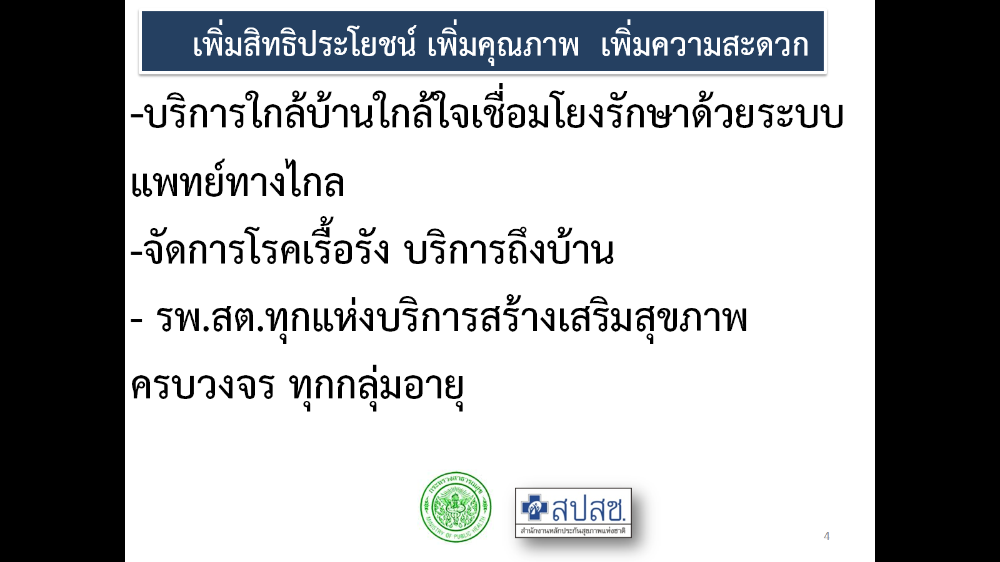 เพิ่มสิทธิประโยชน์ เพิ่มคุณภาพ เพิ่มความสะดวก
-บริการใกล้บ้านใกล้ใจเชื่อมโยงรักษาด้วยระบบ
แพทย์ทางไกล
-จัดการโรคเรื้อรัง บริการถึงบ้าน
- รพ.สต.ทุกแห่งบริการสร้างเสริมสุขภาพ
ครบวงจร ทุกกลุ่มอายุ
กระทรวงสาธารณสุข
MINISTRY OF PUBLIC HEALTH
สปสช.
สำนักงานหลักประกันสุขภาพแห่งชาติ
4